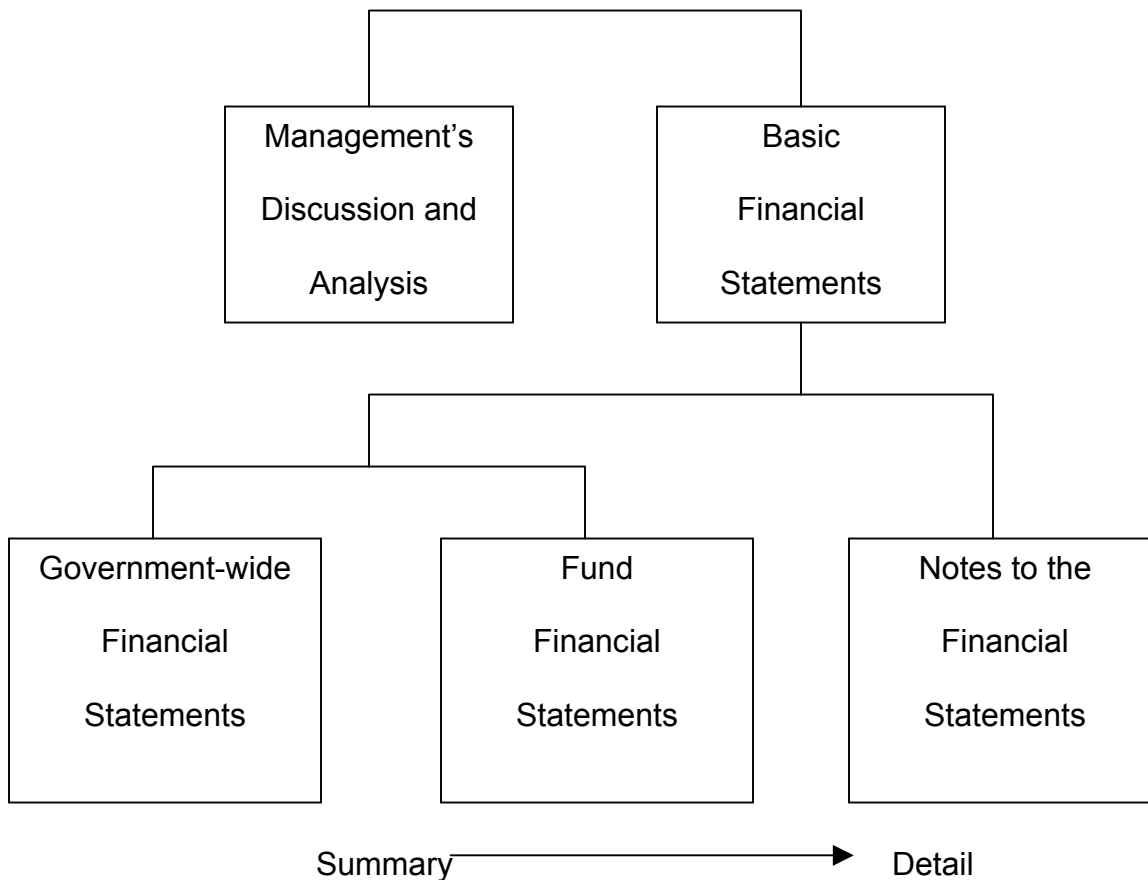 Management’s
Discussion and
Analysis
Basic
Financial
Statements
Government-wide
Financial
Statements
Fund
Financial
Statements
Notes to the
Financial
Statements
Summary
Detail